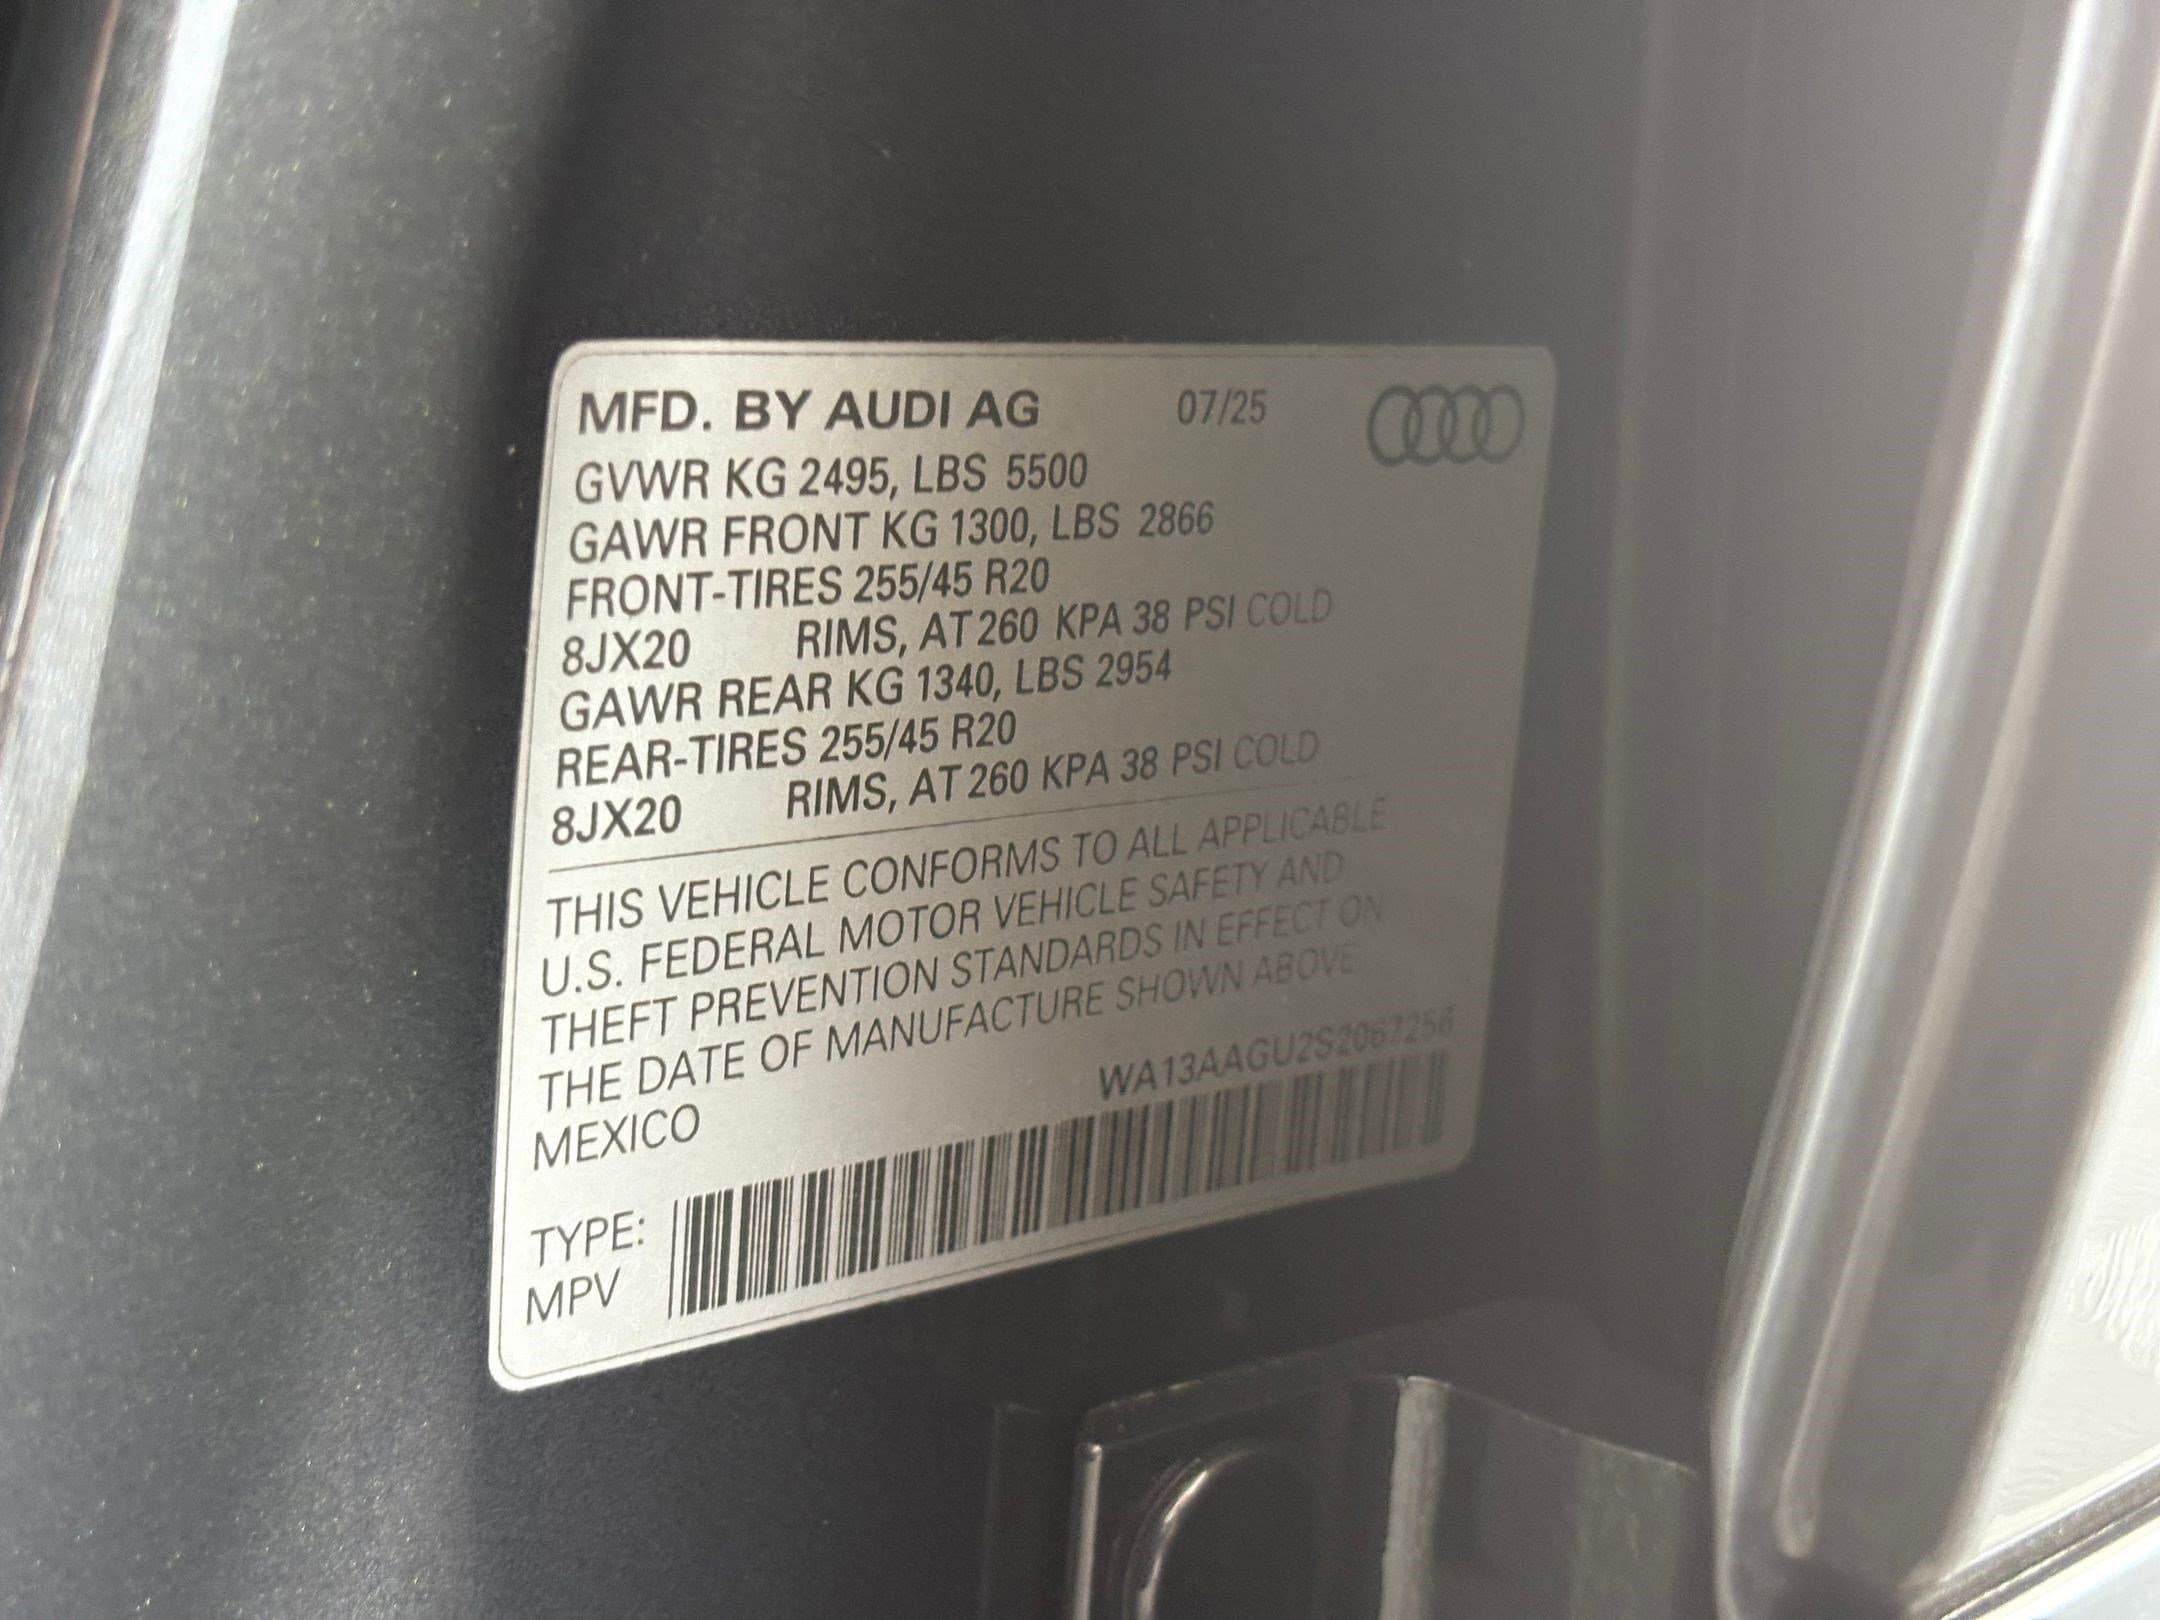 MFD. BY AUDI AG 07/25
GVWR KG 2495, LBS 5500
GAWR FRONT KG 1300, LBS 2866
FRONT-TIRES 255/45 R20
8JX20 RIMS, AT 260 KPA 38 PSI COLD
GAWR REAR KG 1340, LBS 2954
REAR-TIRES 255/45 R20
8JX20 RIMS, AT 260 KPA 38 PSI COLD
THIS VEHICLE CONFORMS TO ALL APPLICABLE
U.S. FEDERAL MOTOR VEHICLE SAFETY AND
THEFT PREVENTION STANDARDS IN EFFECT ON
THE DATE OF MANUFACTURE SHOWN ABOVE
MEXICO WA13AAGU2S2067256
TYPE:
MPV